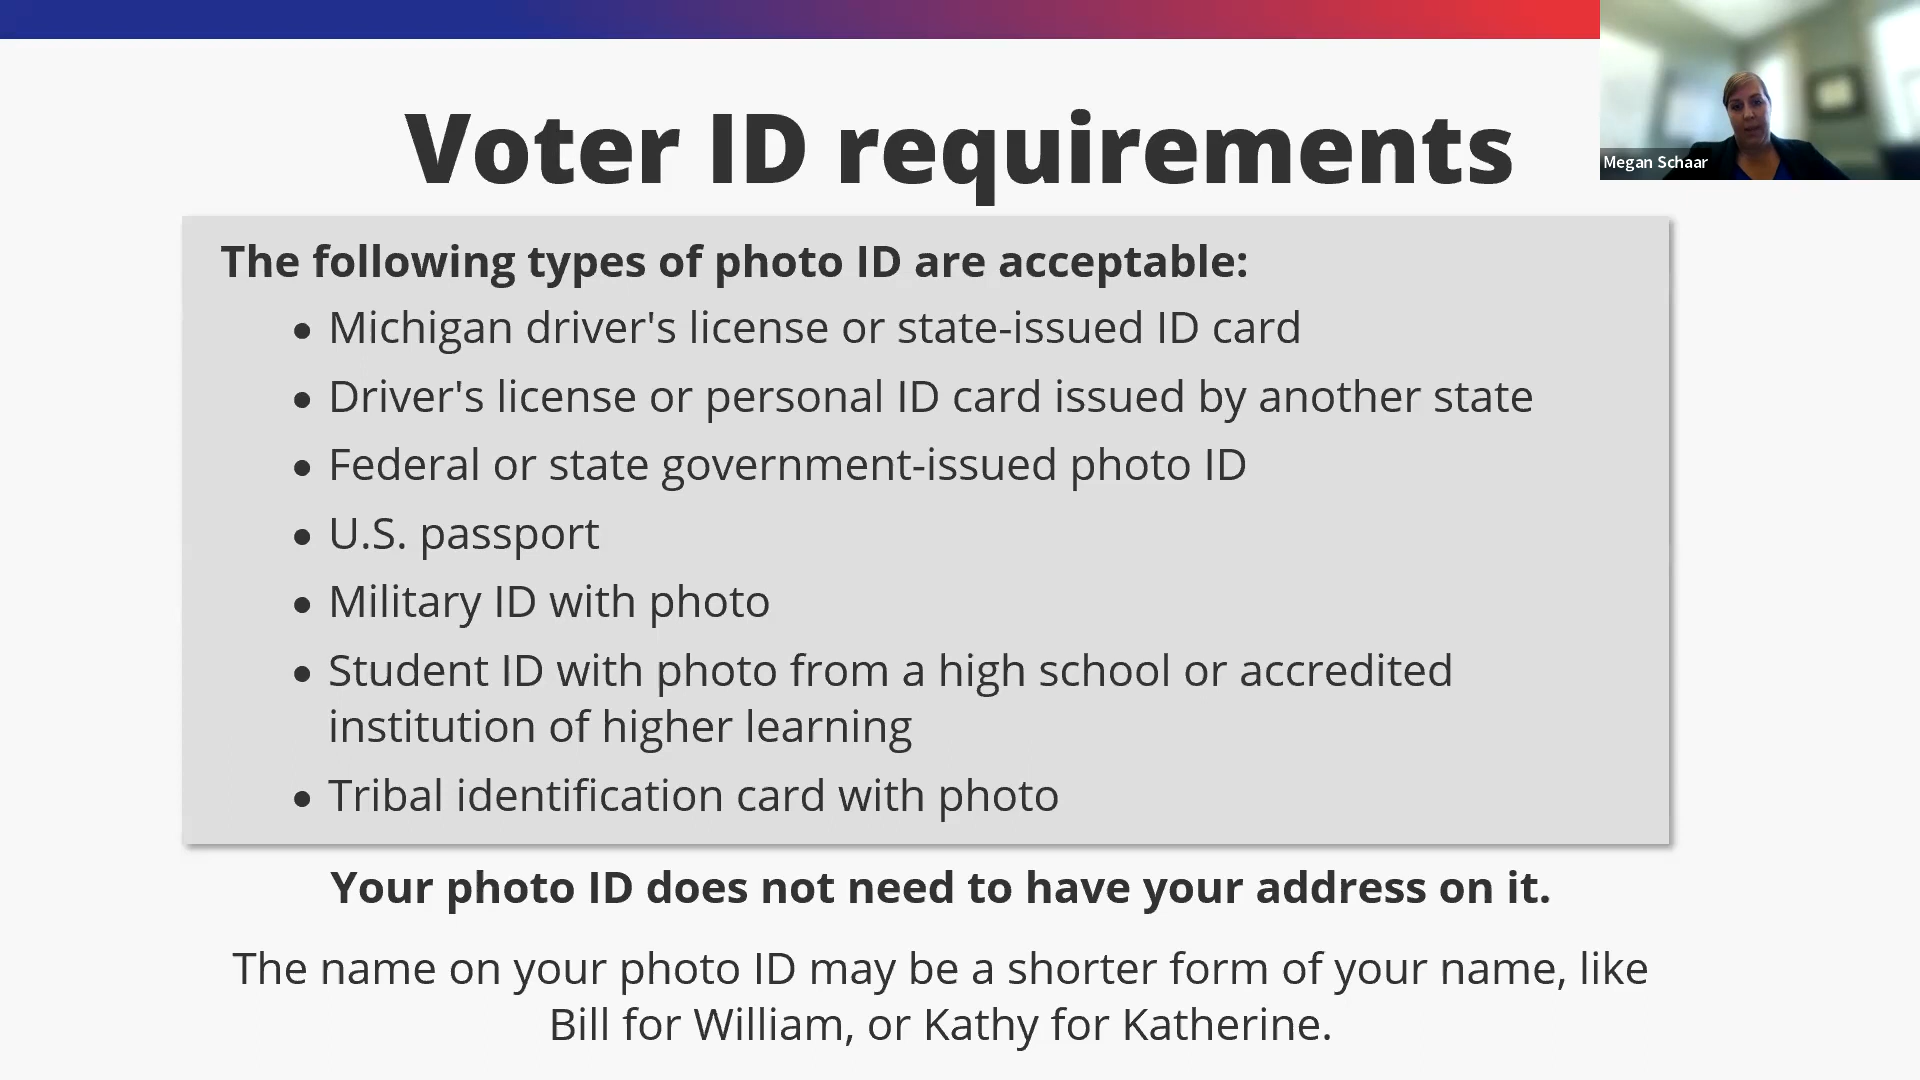 Voter ID requirements
Megan Schaar
The following types of photo ID are acceptable:
• Michigan driver's license or state-issued ID card
• Driver's license or personal ID card issued by another state
• Federal or state government-issued photo ID
• U.S. passport
• Military ID with photo
• Student ID with photo from a high school or accredited
institution of higher learning
• Tribal identification card with photo
Your photo ID does not need to have your address on it.
The name on your photo ID may be a shorter form of your name, like
Bill for William, or Kathy for Katherine.